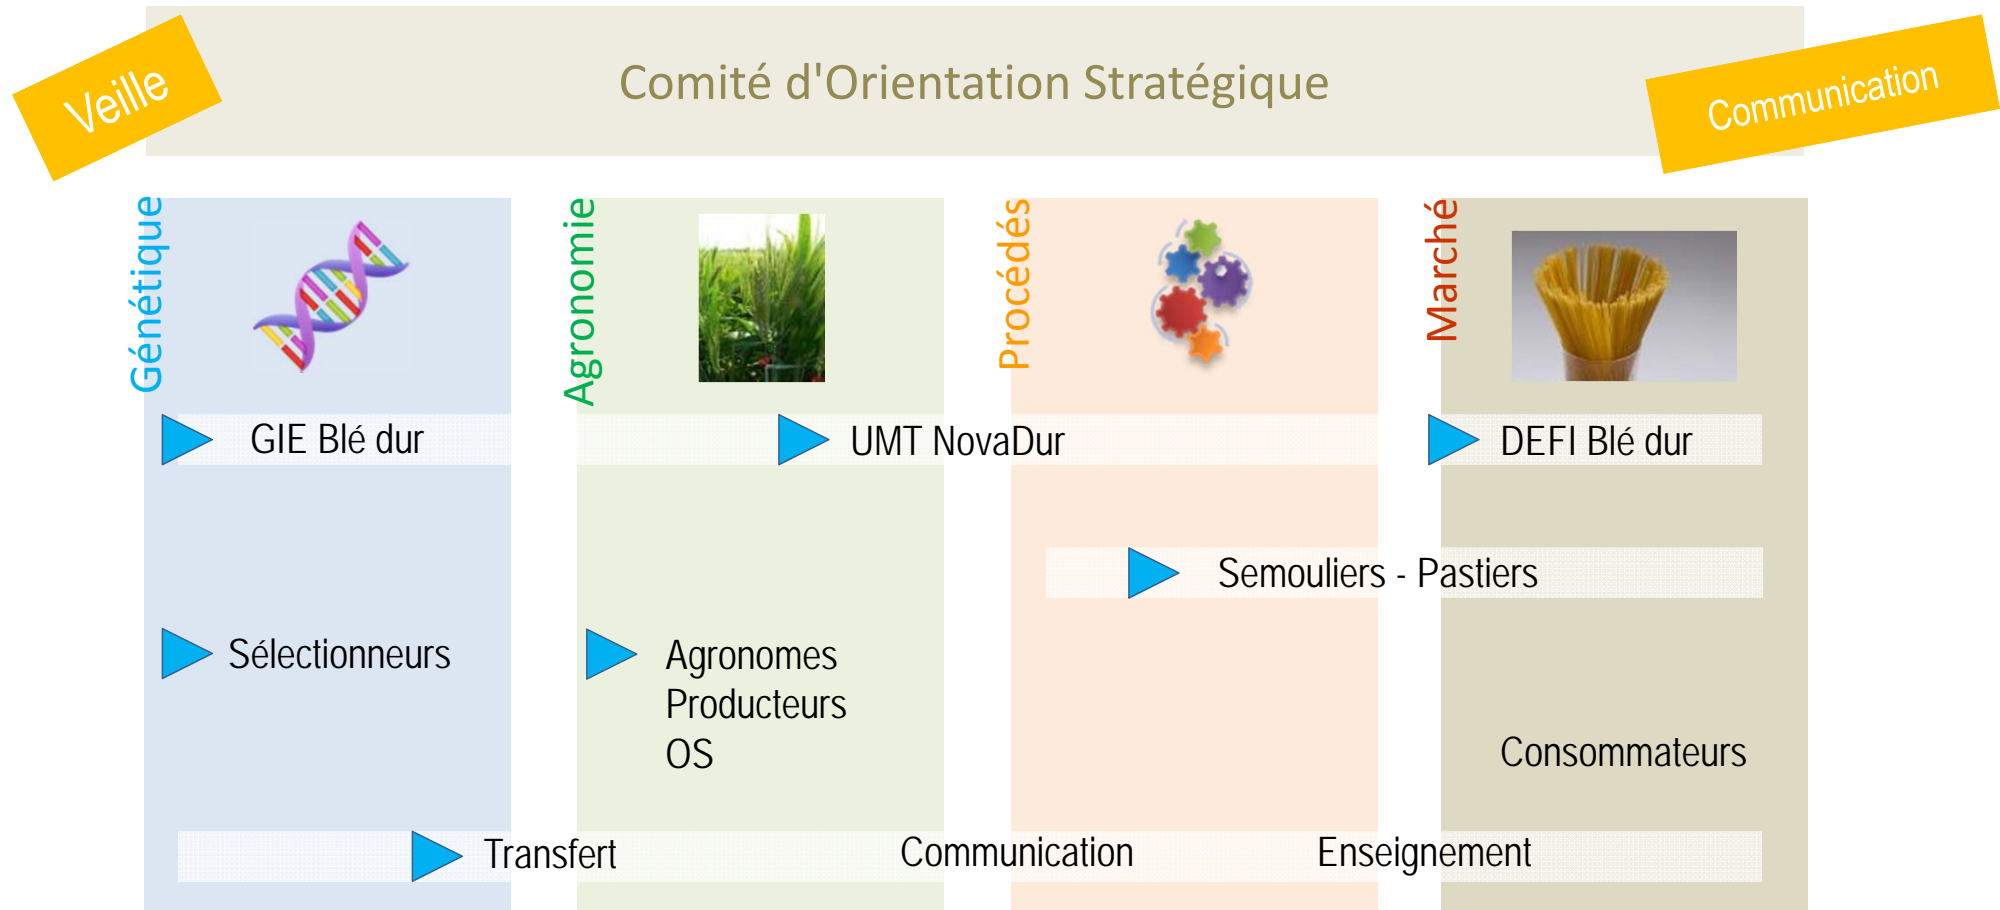 Veille
Comité d'Orientation Stratégique
Communication
Génétique
Agronomie
Procédés
Marché
GIE Blé dur
UMT NovaDur
DEFI Blé dur
Semouliers - Pastiers
Sélectionneurs
Agronomes
Producteurs
OS
Consommateurs
Transfert
Communication
Enseignement